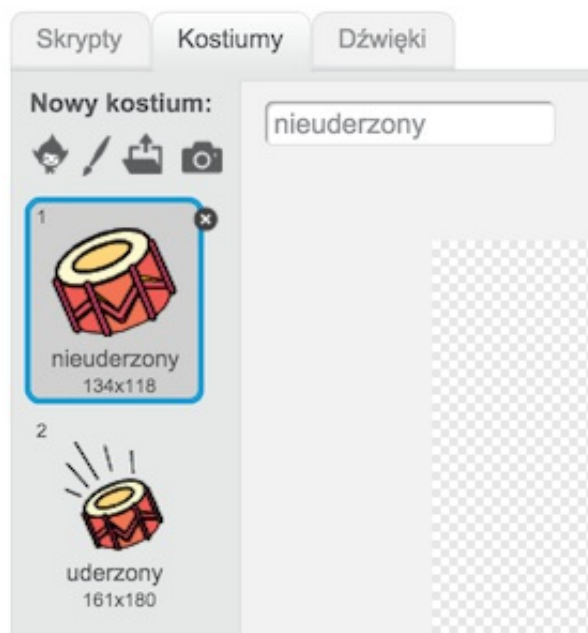 Skrypty Kostiumy Dźwięki
Nowy kostium:
nieuderzony
1
nieuderzony
134x118
2
uderzony
161x180